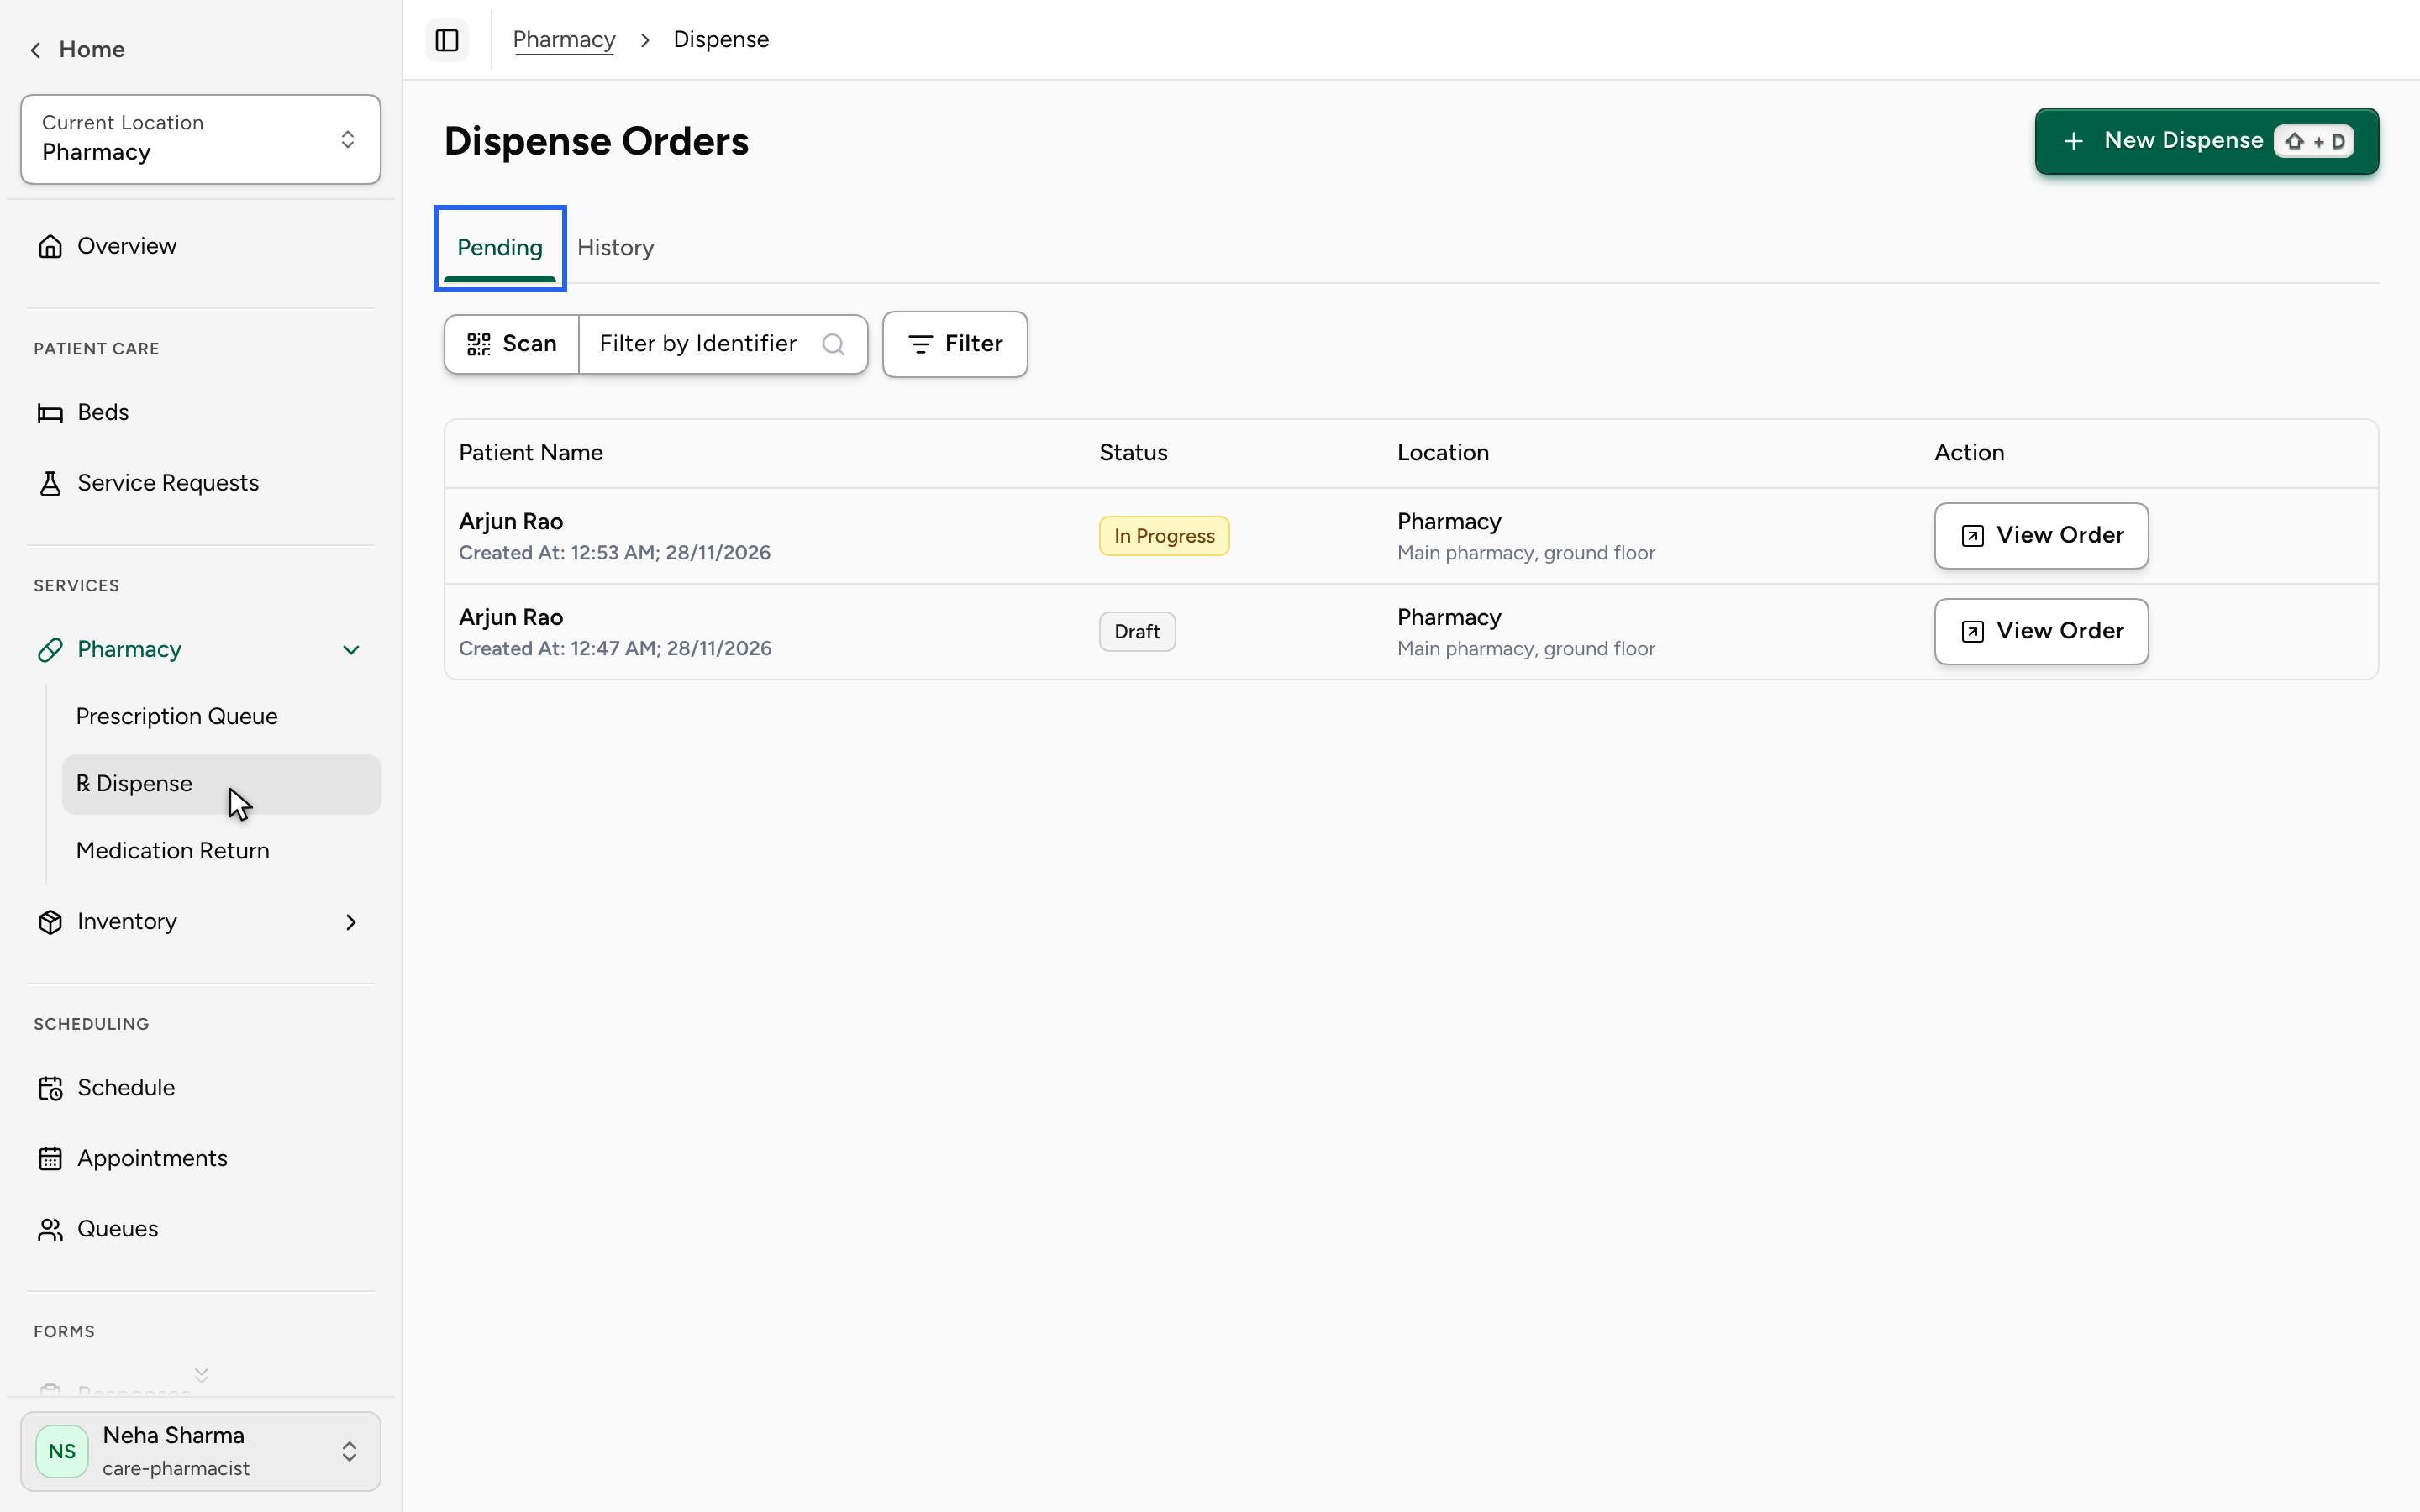 Home
Current Location
Pharmacy
Overview
PATIENT CARE
Beds
Service Requests
SERVICES
Pharmacy
Prescription Queue
℞ Dispense
Medication Return
Inventory
SCHEDULING
Schedule
Appointments
Queues
FORMS
Responses
NS
Neha Sharma
care-pharmacist
Pharmacy > Dispense
Dispense Orders
+ New Dispense ⇧ + D
Pending History
Scan Filter by Identifier Filter
Patient Name Status Location Action
Arjun Rao In Progress Pharmacy View Order
Created At: 12:53 AM; 28/11/2026 Main pharmacy, ground floor
Arjun Rao Draft Pharmacy View Order
Created At: 12:47 AM; 28/11/2026 Main pharmacy, ground floor